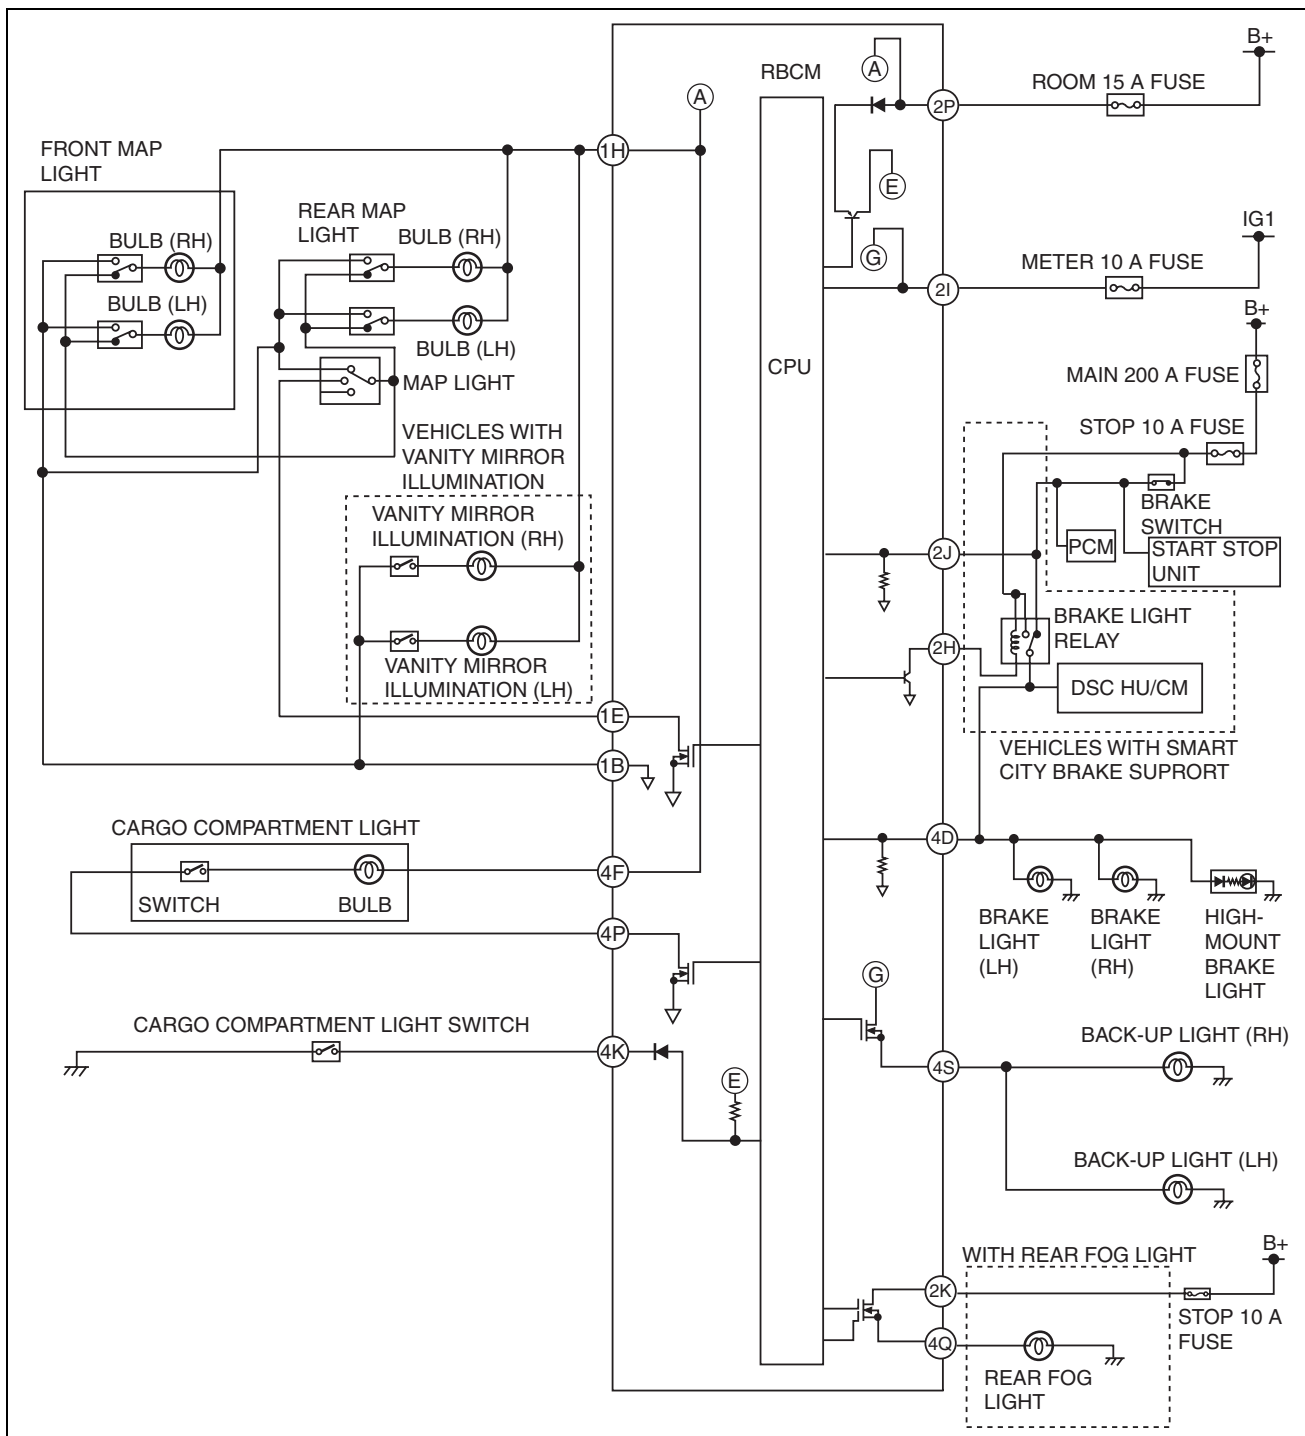 B+
RBCM
A
A
2P
ROOM 15 A FUSE
FRONT MAP
LIGHT
1H
E
REAR MAP
LIGHT
BULB (RH)
BULB (RH)
G
IG1
METER 10 A FUSE
2I
BULB (LH)
B+
BULB (LH)
CPU
MAP LIGHT
MAIN 200 A FUSE
VEHICLES WITH
VANITY MIRROR
ILLUMINATION
STOP 10 A FUSE
VANITY MIRROR
ILLUMINATION (RH)
BRAKE
SWITCH
2J
PCM
START STOP
UNIT
BRAKE LIGHT
RELAY
2H
VANITY MIRROR
ILLUMINATION (LH)
DSC HU/CM
1E
VEHICLES WITH SMART
CITY BRAKE SUPRORT
1B
CARGO COMPARTMENT LIGHT
4D
4F
SWITCH
BULB
4P
BRAKE
LIGHT
(LH)
BRAKE
LIGHT
(RH)
HIGH-
MOUNT
BRAKE
LIGHT
G
CARGO COMPARTMENT LIGHT SWITCH
BACK-UP LIGHT (RH)
4K
4S
E
BACK-UP LIGHT (LH)
WITH REAR FOG LIGHT
B+
2K
STOP 10 A
FUSE
4Q
REAR FOG
LIGHT